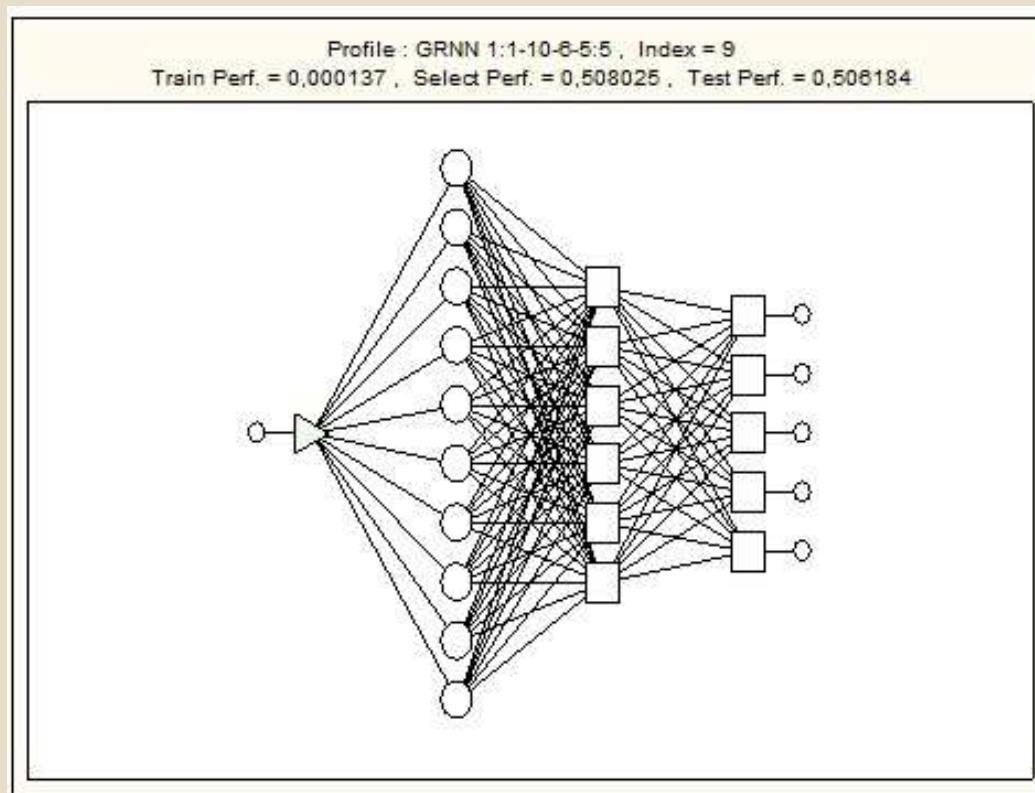 Profile : GRNN 1:1-10-6-5:5 , Index = 9
Train Perf. = 0,000137 , Select Perf. = 0,508025 , Test Perf. = 0,506184